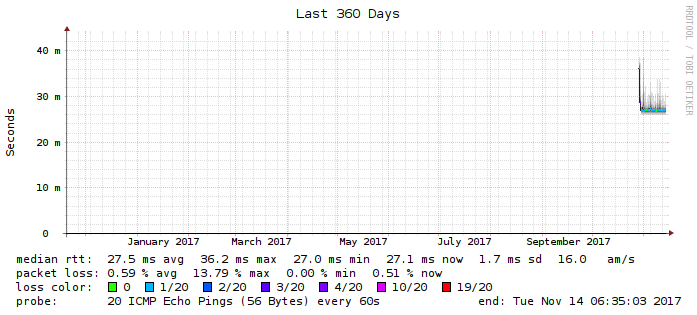 Last 360 Days
RRDTOOL / TOBI OETIKER
Seconds
40 m
30 m
20 m
10 m
0
January 2017 March 2017 May 2017 July 2017 September 2017
median rtt: 27.5 ms avg 36.2 ms max 27.0 ms min 27.1 ms now 1.7 ms sd 16.0 am/s
packet loss: 0.59 % avg 13.79 % max 0.00 % min 0.51 % now
loss color: 0 1/20 2/20 3/20 4/20 10/20 19/20
probe: 20 ICMP Echo Pings (56 Bytes) every 60s end: Tue Nov 14 06:35:03 2017